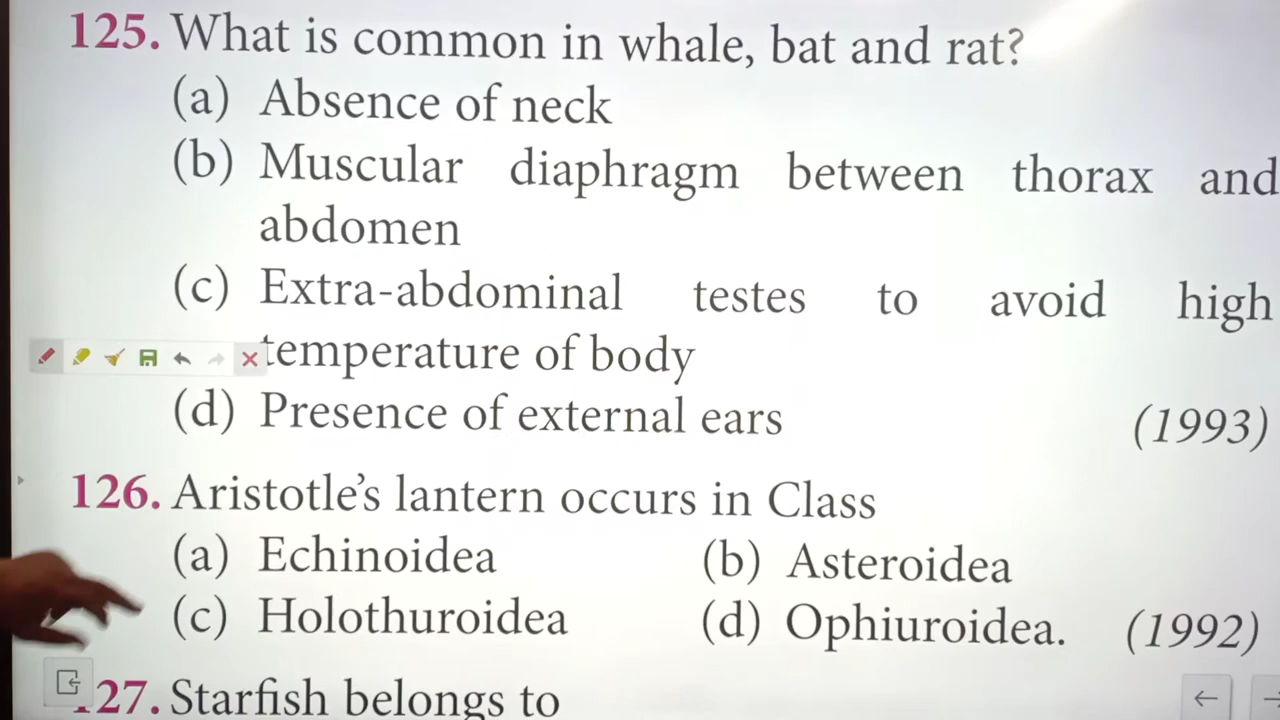 125. What is common in whale, bat and rat?
(a) Absence of neck
(b) Muscular diaphragm between thorax and
abdomen
(c) Extra-abdominal testes to avoid high
temperature of body
(d) Presence of external ears (1993)
126. Aristotle’s lantern occurs in Class
(a) Echinoidea (b) Asteroidea
(c) Holothuroidea (d) Ophiuroidea. (1992)
127. Starfish belongs to